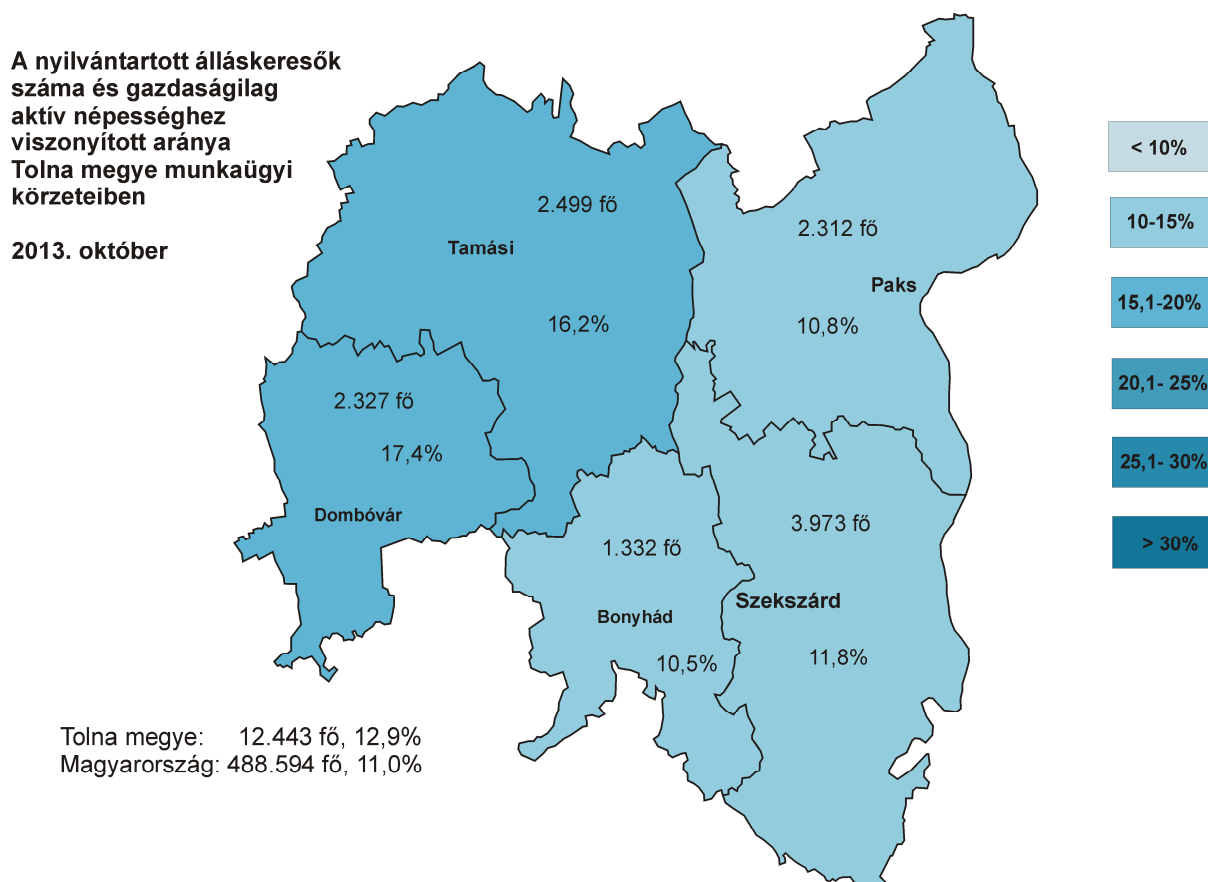 A nyilvántartott álláskeresők
száma és gazdaságilag
aktív népességhez
viszonyított aránya
Tolna megye munkaügyi
körzeteiben
2013. október
2.499 fő
Tamási
16,2%
2.312 fő
Paks
10,8%
2.327 fő
17,4%
Dombóvár
1.332 fő
Bonyhád
10,5%
3.973 fő
Szekszárd
11,8%
< 10%
10-15%
15,1-20%
20,1- 25%
25,1- 30%
> 30%
Tolna megye: 12.443 fő, 12,9%
Magyarország: 488.594 fő, 11,0%